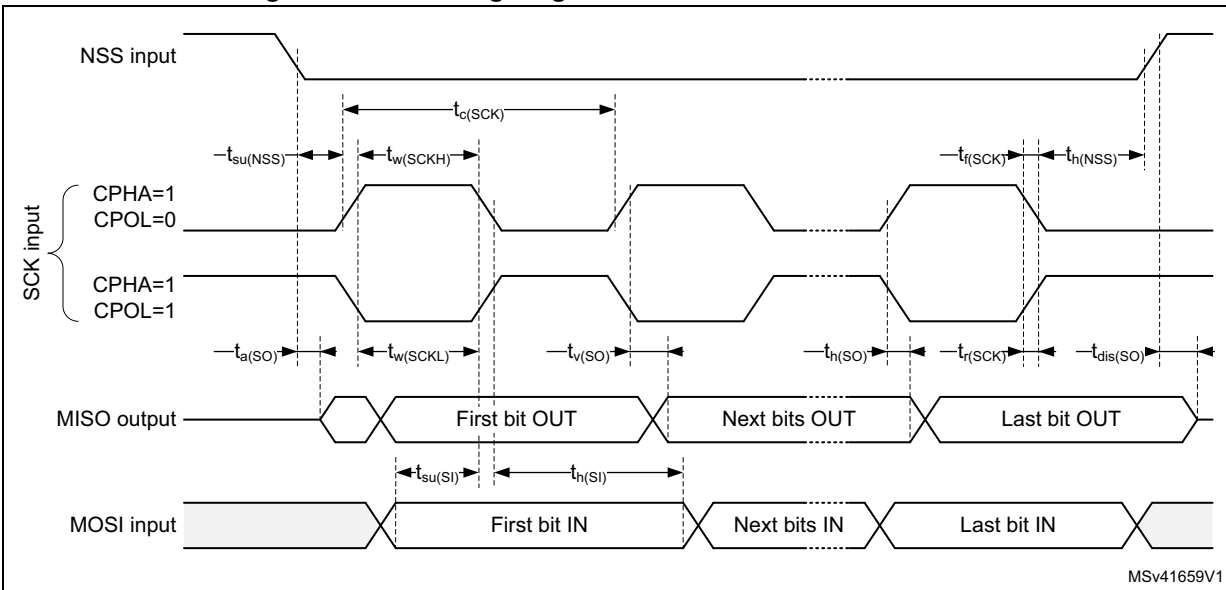 NSS input
tc(SCK)
tsu(NSS)
tw(SCKH)
tf(SCK)
th(NSS)
SCK input
CPHA=1
CPOL=0
CPHA=1
CPOL=1
ta(SO)
tw(SCKL)
tv(SO)
th(SO)
tr(SCK)
tdis(SO)
MISO output
First bit OUT
Next bits OUT
Last bit OUT
tsu(SI)
th(SI)
MOSI input
First bit IN
Next bits IN
Last bit IN
MSv41659V1